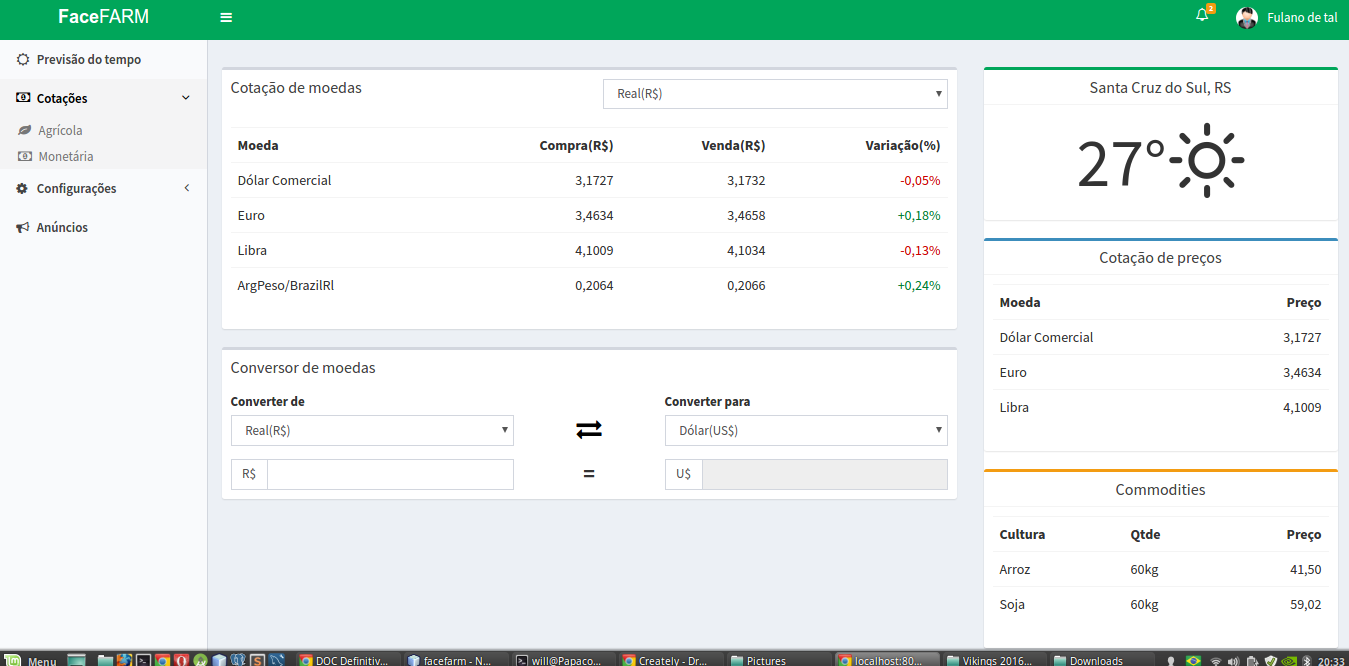 FaceFARM
2
Fulano de tal
Previsão do tempo
Cotações
Agrícola
Monetária
Configurações
Anúncios
Cotação de moedas
Real(R$)
Moeda Compra(R$) Venda(R$) Variação(%)
Dólar Comercial 3,1727 3,1732 -0,05%
Euro 3,4634 3,4658 +0,18%
Libra 4,1009 4,1034 -0,13%
ArgPeso/BrazilRl 0,2064 0,2066 +0,24%
Conversor de moedas
Converter de Converter para
Real(R$) Dólar(US$)
R$ = U$
Santa Cruz do Sul, RS
27°
Cotação de preços
Moeda Preço
Dólar Comercial 3,1727
Euro 3,4634
Libra 4,1009
Commodities
Cultura Qtde Preço
Arroz 60kg 41,50
Soja 60kg 59,02
Menu DOC Definitiv... facefarm - N... will@Papaco... Creately - Dr... Pictures localhost:80... Vikings 2016... Downloads 20:33